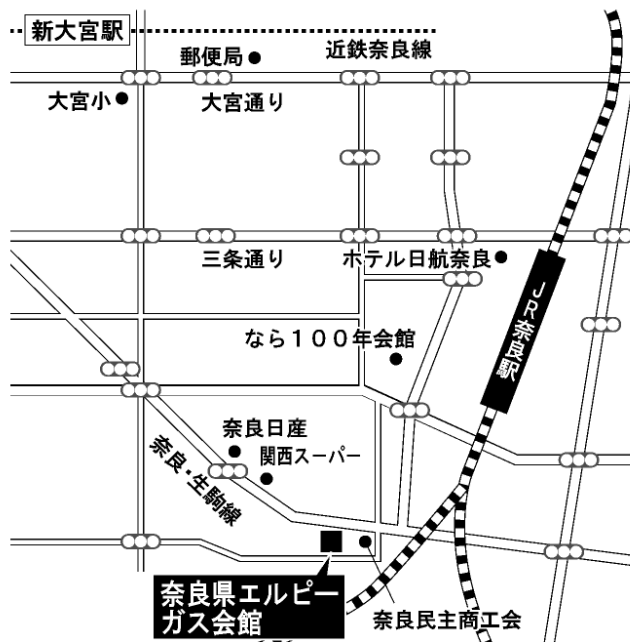 新大宮駅
近鉄奈良線
郵便局
大宮小
大宮通り
三条通り
ホテル日航奈良
JR奈良駅
なら100年会館
奈良日産
関西スーパー
奈良・生駒線
奈良県エルピー
ガス会館
奈良民主商工会